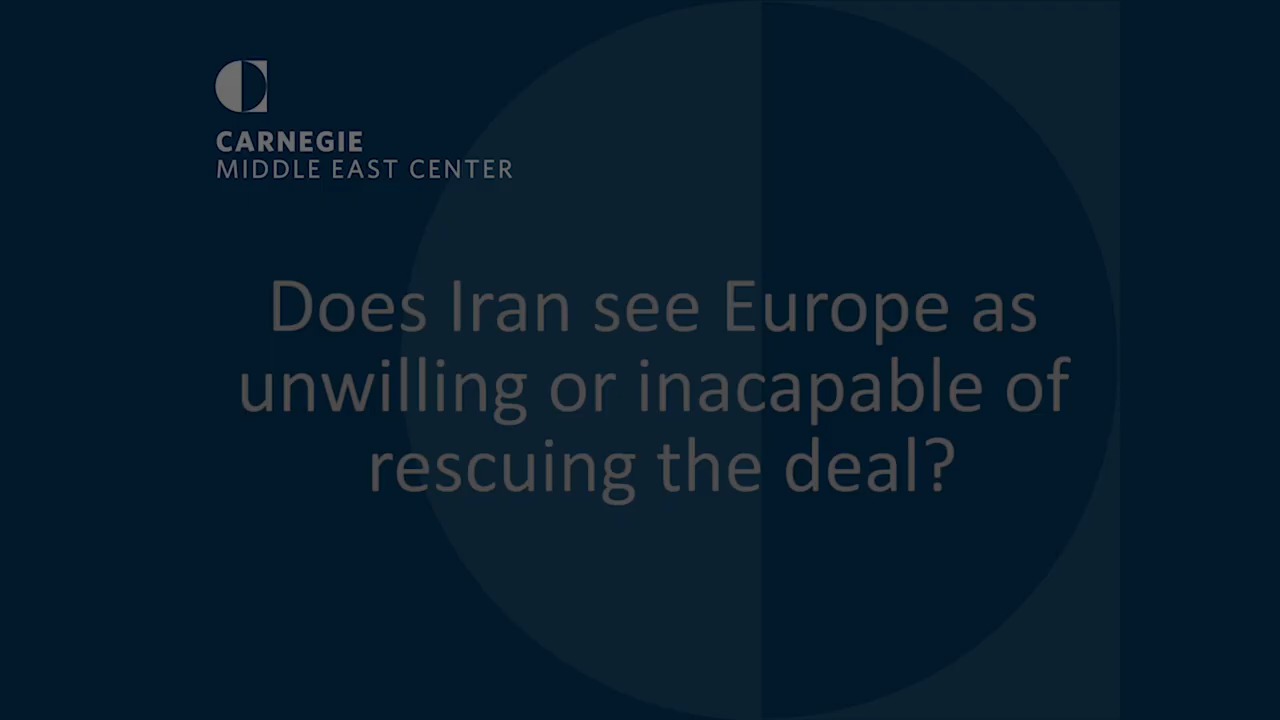 CARNEGIE
MIDDLE EAST CENTER
Does Iran see Europe as
unwilling or inacapable of
rescuing the deal?